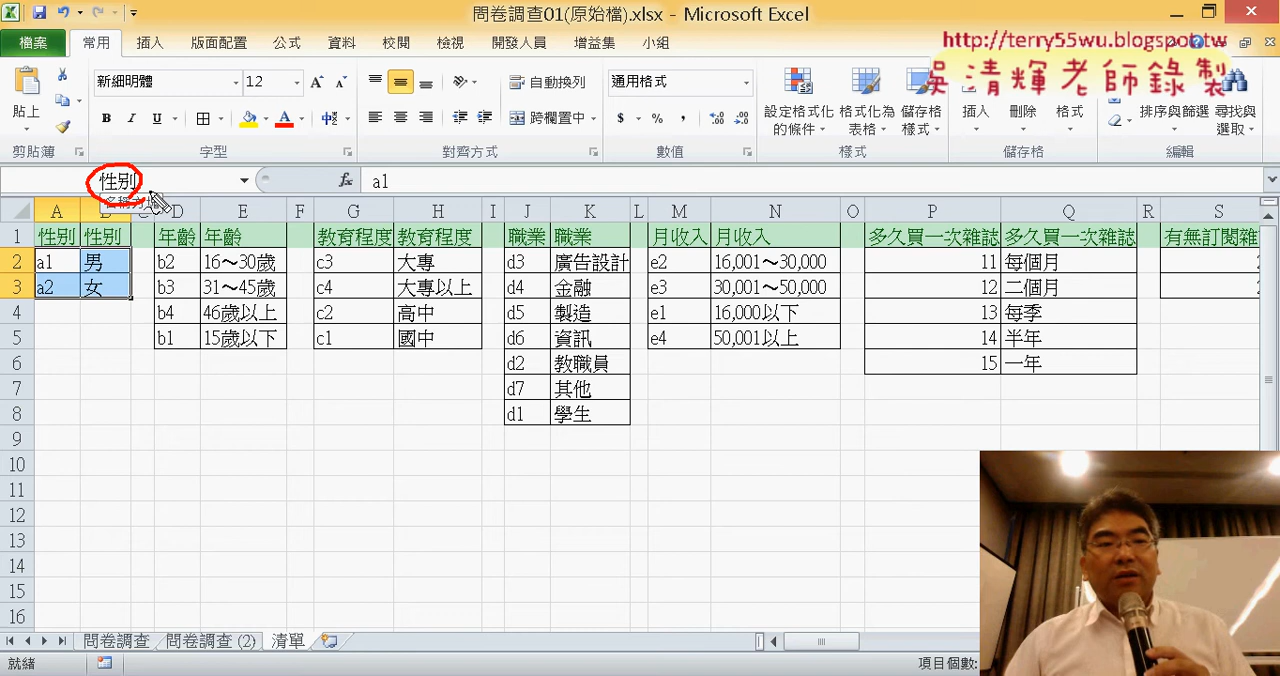 問卷調查01(原始檔).xlsx - Microsoft Excel
檔案 常用 插入 版面配置 公式 資料 校閱 檢視 開發人員 增益集 小組
http://terry55wu.blogspot.tw
吳清輝老師錄製
貼上 新細明體 12 自動換列 通用格式 設定格式化的條件 格式化為表格 儲存格樣式 插入 刪除 格式 排序與篩選 尋找與選取
跨欄置中
剪貼簿 字型 對齊方式 數值 樣式 儲存格 編輯
性別 fx a1
A D E F G H I J K L M N O P Q R S
1 性別 性別 年齡 年齡 教育程度 教育程度 職業 職業 月收入 月收入 多久買一次雜誌 多久買一次雜誌 有無訂閱雜
2 a1 男 b2 16～30歲 c3 大專 d3 廣告設計 e2 16,001～30,000 11 每個月
3 a2 女 b3 31～45歲 c4 大專以上 d4 金融 e3 30,001～50,000 12 二個月
4 b4 46歲以上 c2 高中 d5 製造 e1 16,000以下 13 每季
5 b1 15歲以下 c1 國中 d6 資訊 e4 50,001以上 14 半年
6 d2 教職員 15 一年
7 d7 其他
8 d1 學生
9
10
11
12
13
14
15
16
問卷調查 問卷調查 (2) 清單
就緒 項目個數: